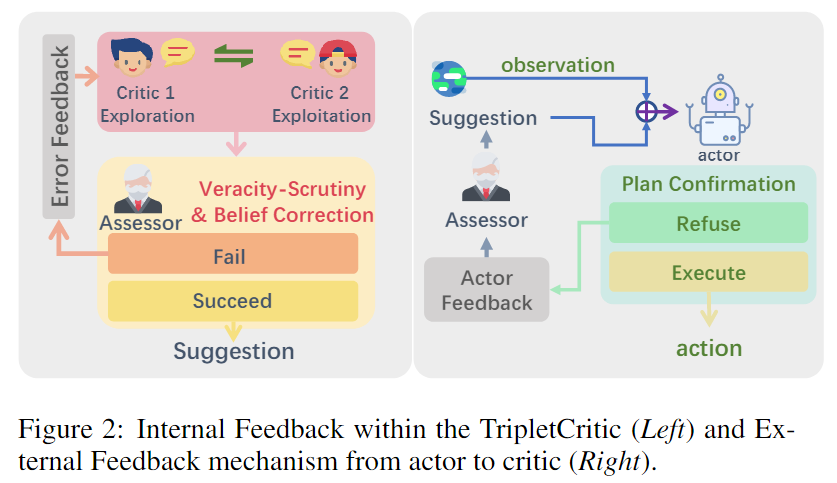 Error Feedback
Critic 1
Exploration
Critic 2
Exploitation
Assessor
Veracity-Scrutiny
& Belief Correction
Fail
Succeed
Suggestion
observation
Suggestion
actor
Assessor
Actor
Feedback
Plan Confirmation
Refuse
Execute
action
Figure 2: Internal Feedback within the TripletCritic (Left) and Ex-
ternal Feedback mechanism from actor to critic (Right).